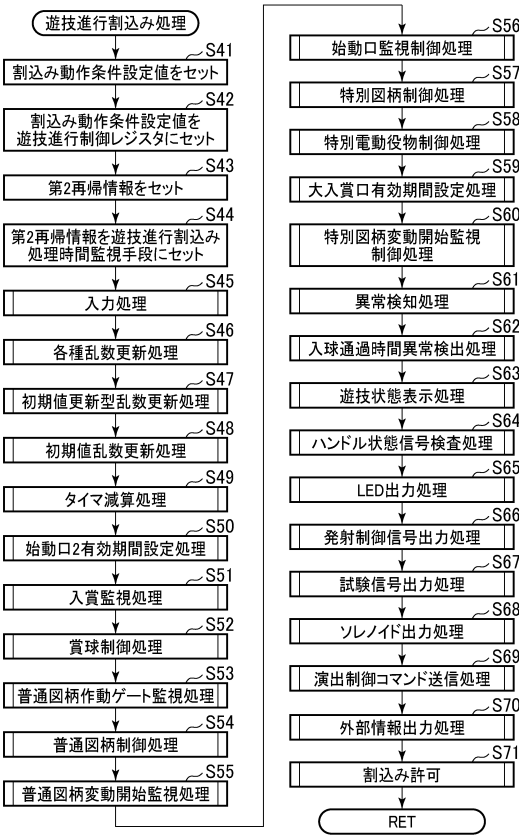 遊技進行割込み処理
S41
割込み動作条件設定値をセット
S42
割込み動作条件設定値を
遊技進行制御レジスタにセット
S43
第2再帰情報をセット
S44
第2再帰情報を遊技進行割込み
処理時間監視手段にセット
S45
入力処理
S46
各種乱数更新処理
S47
初期値更新型乱数更新処理
S48
初期値乱数更新処理
S49
タイマ減算処理
S50
始動口2有効期間設定処理
S51
入賞監視処理
S52
賞球制御処理
S53
普通図柄作動ゲート監視処理
S54
普通図柄制御処理
S55
普通図柄変動開始監視処理
S56
始動口監視制御処理
S57
特別図柄制御処理
S58
特別電動役物制御処理
S59
大入賞口有効期間設定処理
S60
特別図柄変動開始監視
制御処理
S61
異常検知処理
S62
入球通過時間異常検出処理
S63
遊技状態表示処理
S64
ハンドル状態信号検査処理
S65
LED出力処理
S66
発射制御信号出力処理
S67
試験信号出力処理
S68
ソレノイド出力処理
S69
演出制御コマンド送信処理
S70
外部情報出力処理
S71
割込み許可
RET